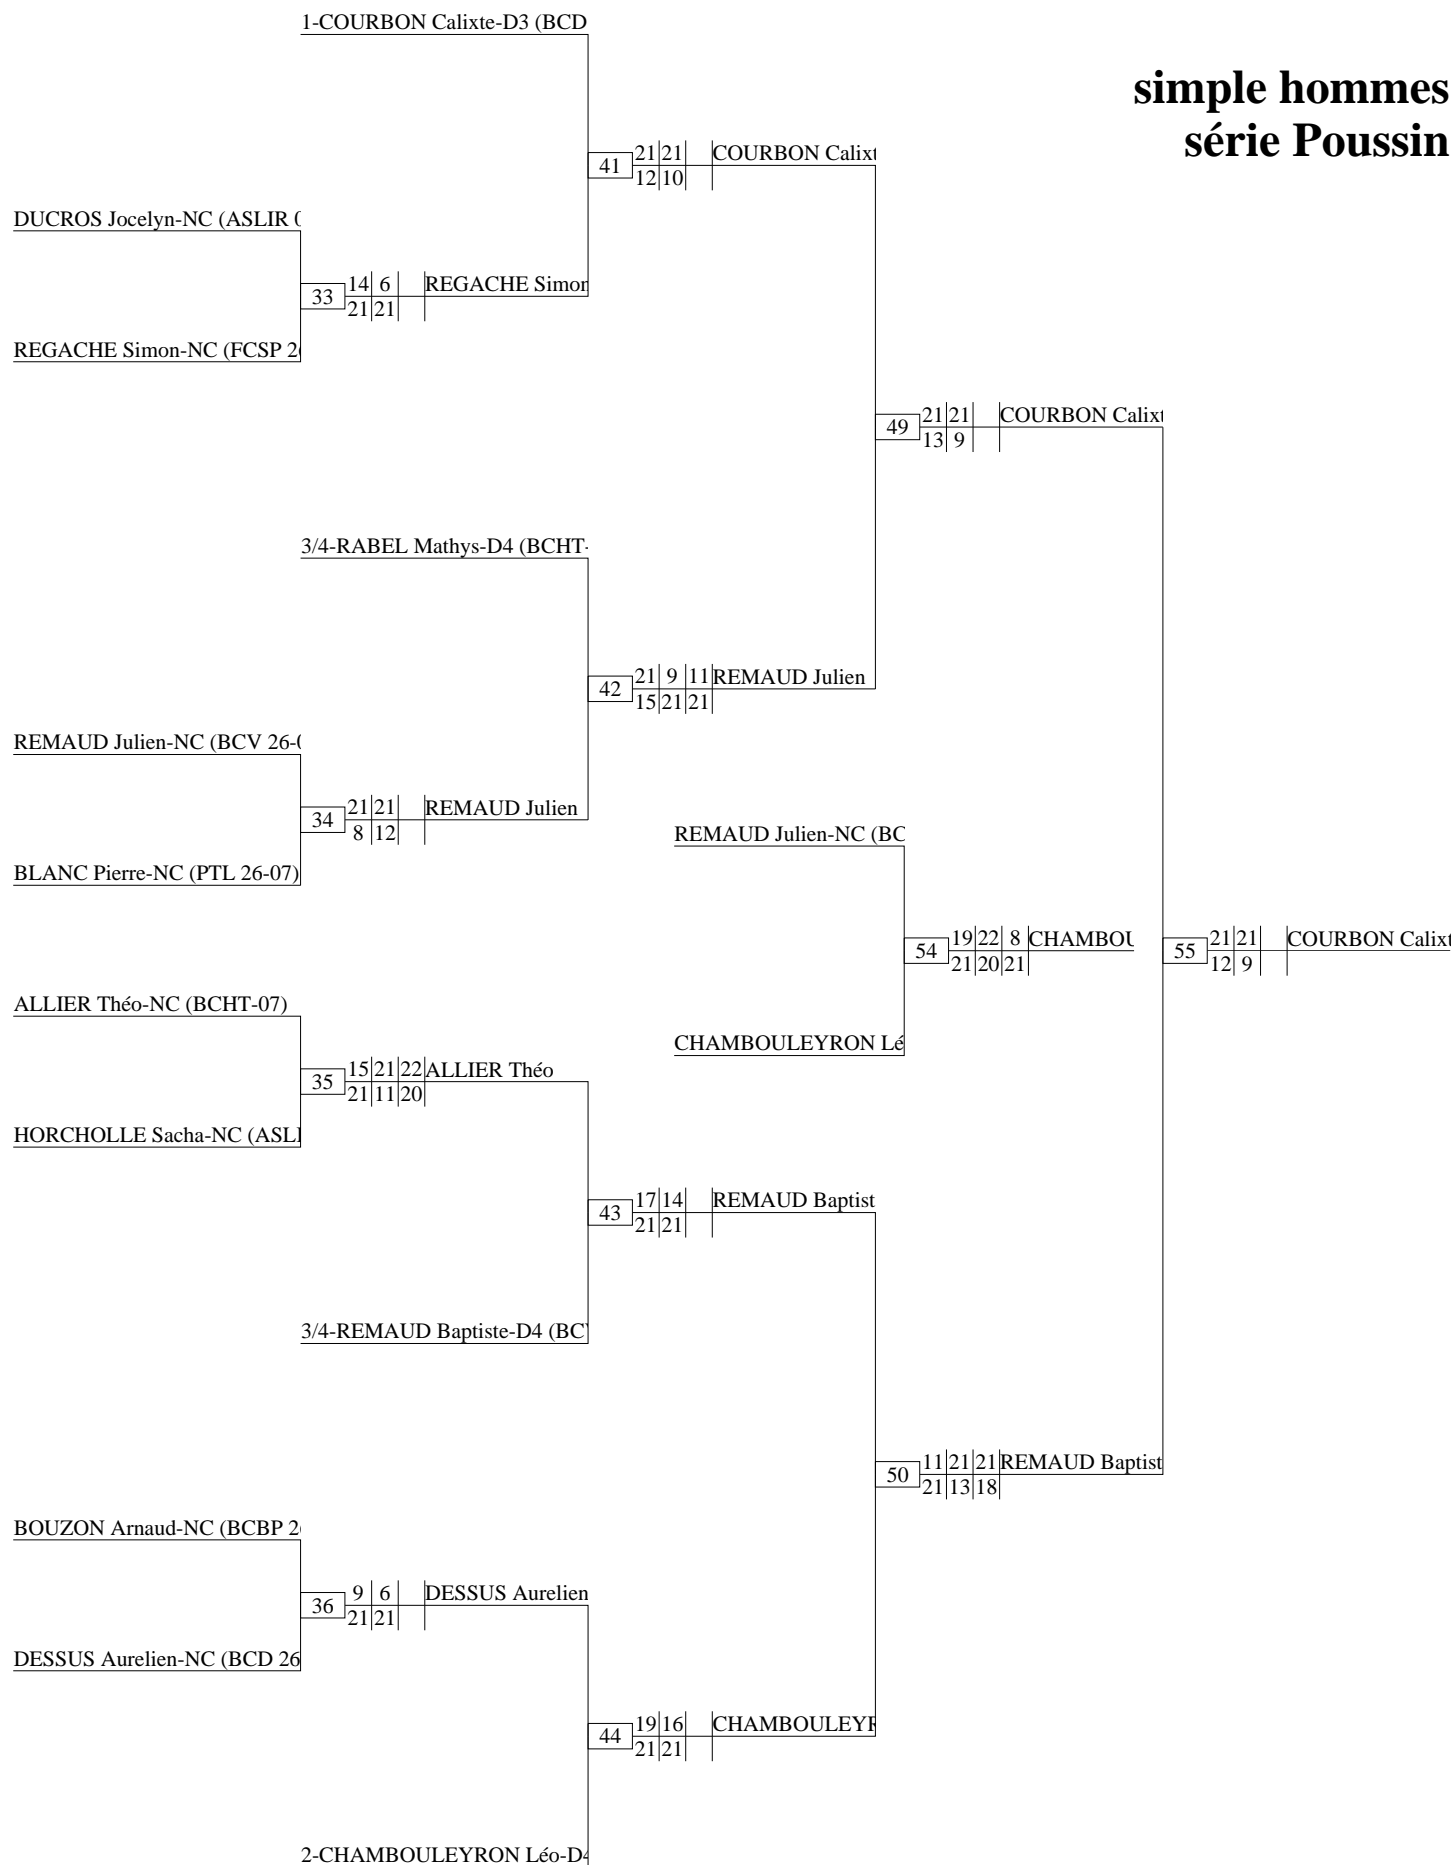 1-COURBON Calixte-D3 (BCD
simple hommes
série Poussin
21 21
41
COURBON Calixt
12 10
DUCROS Jocelyn-NC (ASLIR 0
14 6
33
REGACHE Simon
21 21
REGACHE Simon-NC (FCSP 26
21 21
49
COURBON Calixt
13 9
3/4-RABEL Mathys-D4 (BCHT-
21 9 11
42
REMAUD Julien
15 21 21
REMAUD Julien-NC (BCV 26-0
21 21
34
REMAUD Julien
8 12
BLANC Pierre-NC (PTL 26-07)
REMAUD Julien-NC (BC
19 22 8
54
CHAMBOU
21 20 21
21 21
55
COURBON Calixt
12 9
CHAMBOULEYRON Lé
ALLIER Théo-NC (BCHT-07)
15 21 22
35
ALLIER Théo
21 11 20
HORCHOLLE Sacha-NC (ASLI
17 14
43
REMAUD Baptist
21 21
3/4-REMAUD Baptiste-D4 (BCV
11 21 21
50
REMAUD Baptist
21 13 18
BOUZON Arnaud-NC (BCBP 26
9 6
36
DESSUS Aurelien
21 21
DESSUS Aurelien-NC (BCD 26
19 16
44
CHAMBOULEYR
21 21
2-CHAMBOULEYRON Léo-D4